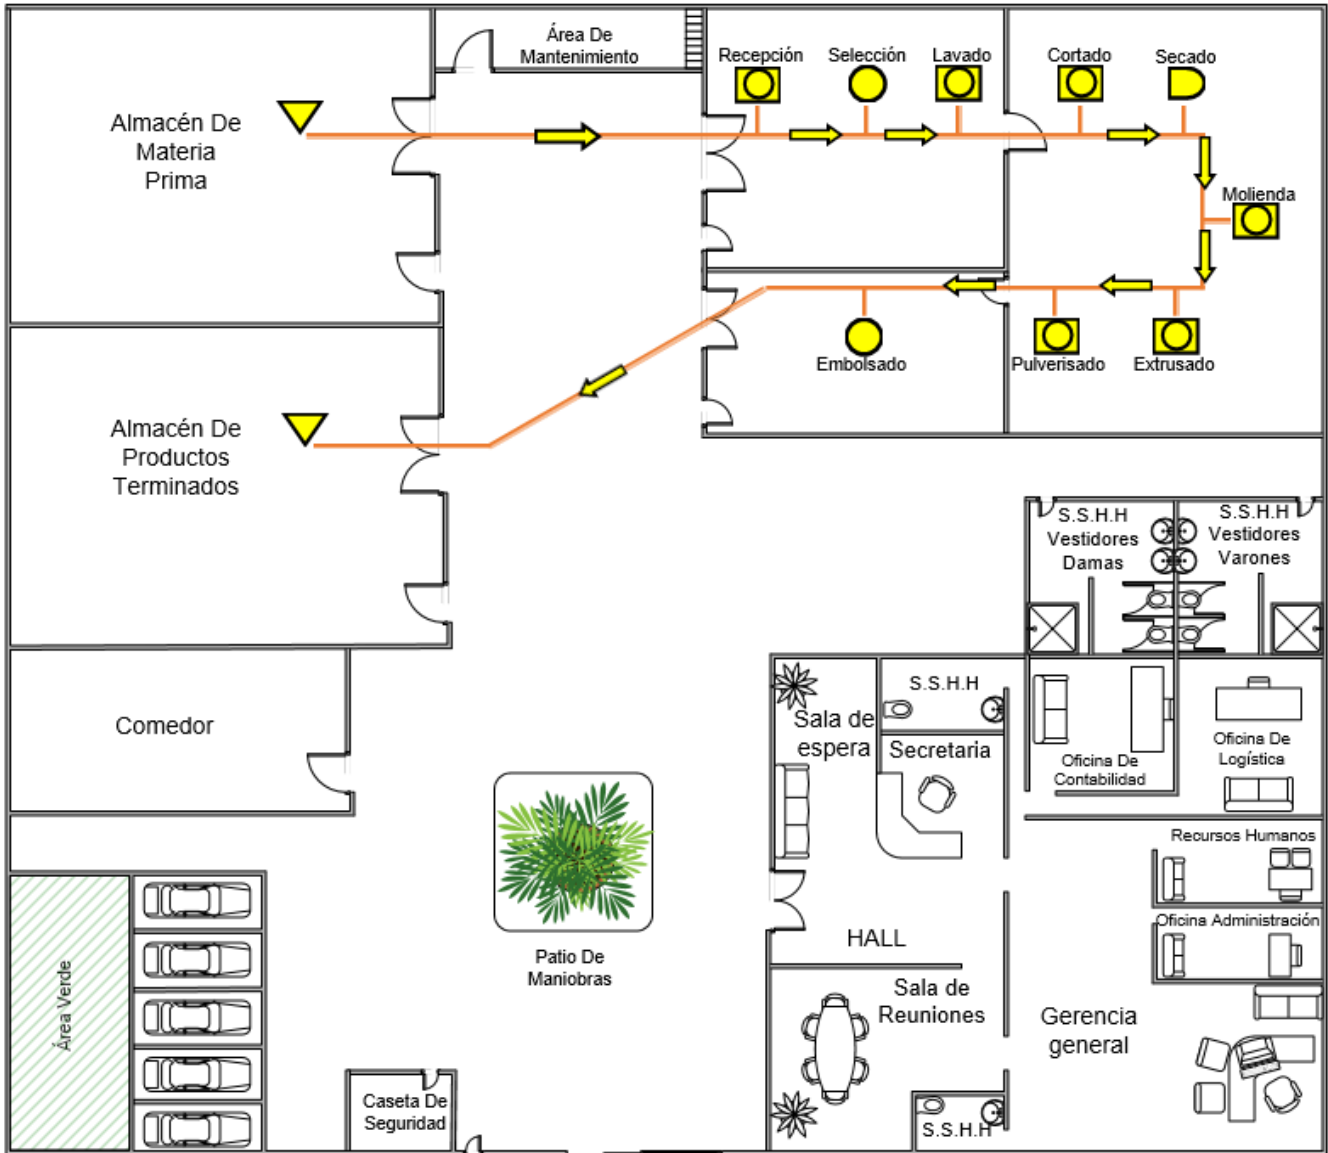 Área De
Mantenimiento
Recepción
Selección
Lavado
Cortado
Secado
Almacén De
Materia
Prima
Molienda
Embolsado
Pulverisado
Extrusado
Almacén De
Productos
Terminados
S.S.H.H
Vestidores
Damas
S.S.H.H
Vestidores
Varones
Comedor
S.S.H.H
Sala de
espera
Secretaria
Oficina De
Contabilidad
Oficina De
Logística
Recursos Humanos
Oficina Administración
HALL
Patio De
Maniobras
Sala de
Reuniones
Gerencia
general
Área Verde
Caseta De
Seguridad
S.S.H.H